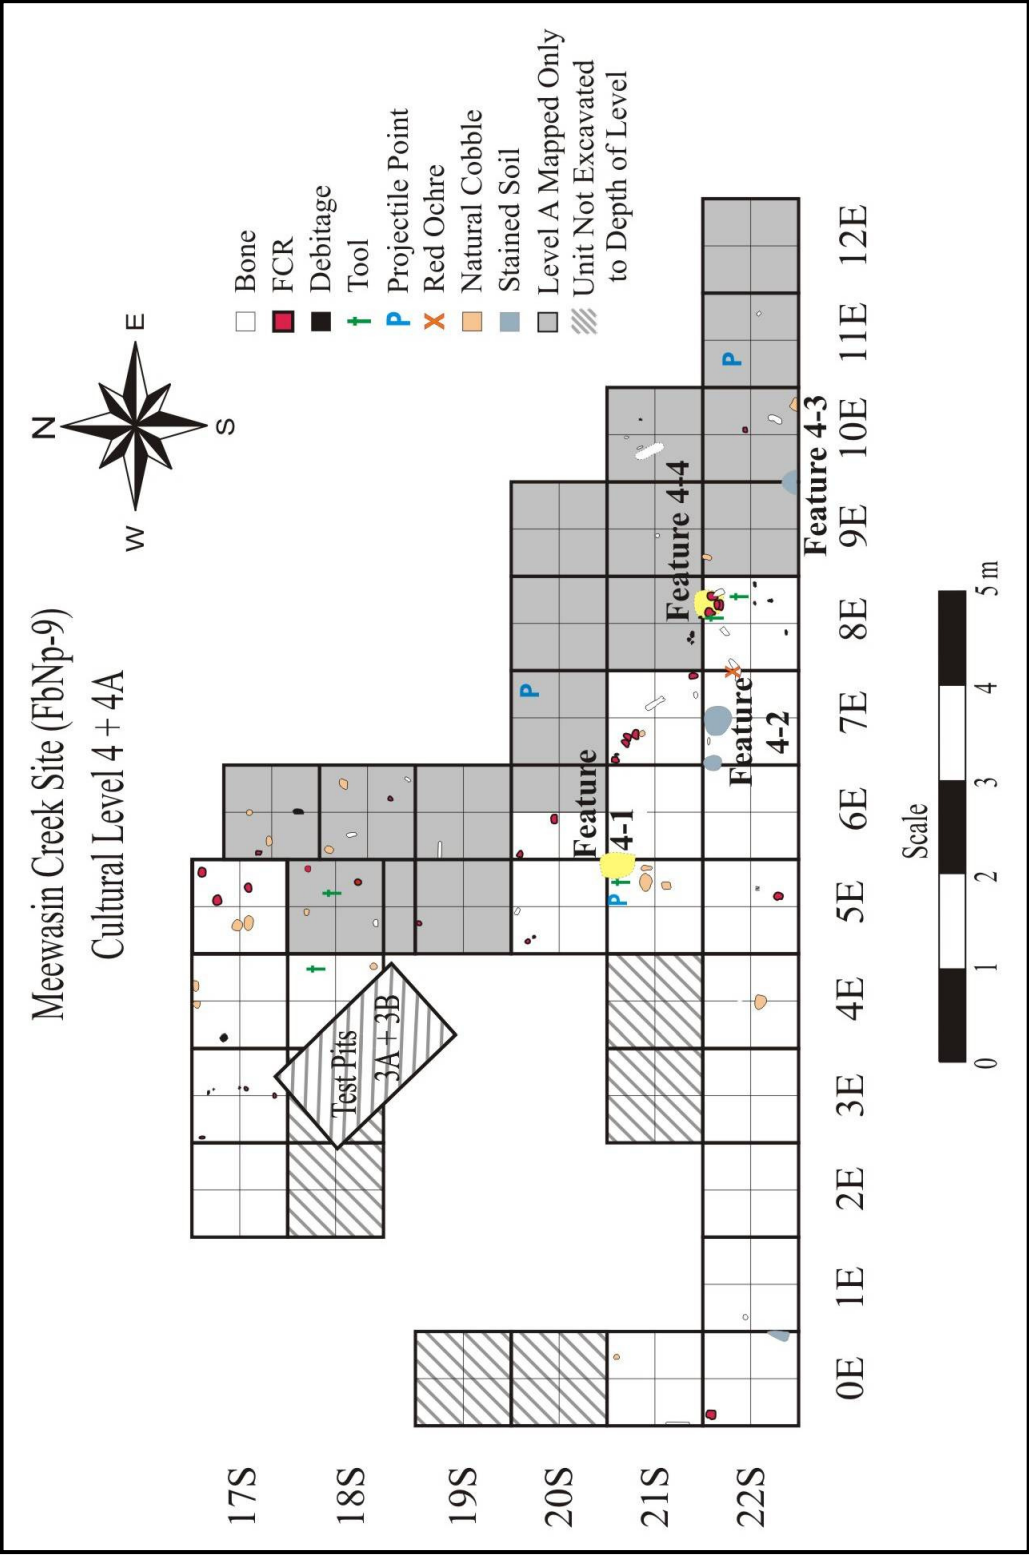 Meewasin Creek Site (FbNp-9)
Cultural Level 4 + 4A
N
W
E
S
Bone
FCR
Debitage
Tool
P Projectile Point
X Red Ochre
Natural Cobble
Stained Soil
Level A Mapped Only
Unit Not Excavated
to Depth of Level
17S
18S
19S
20S
21S
22S
Test Pits
3A + 3B
P
P
P
Feature
4-1
Feature
4-2
X
Feature 4-4
Feature 4-3
0E
1E
2E
3E
4E
5E
6E
7E
8E
9E
10E
11E
12E
Scale
0
1
2
3
4
5 m